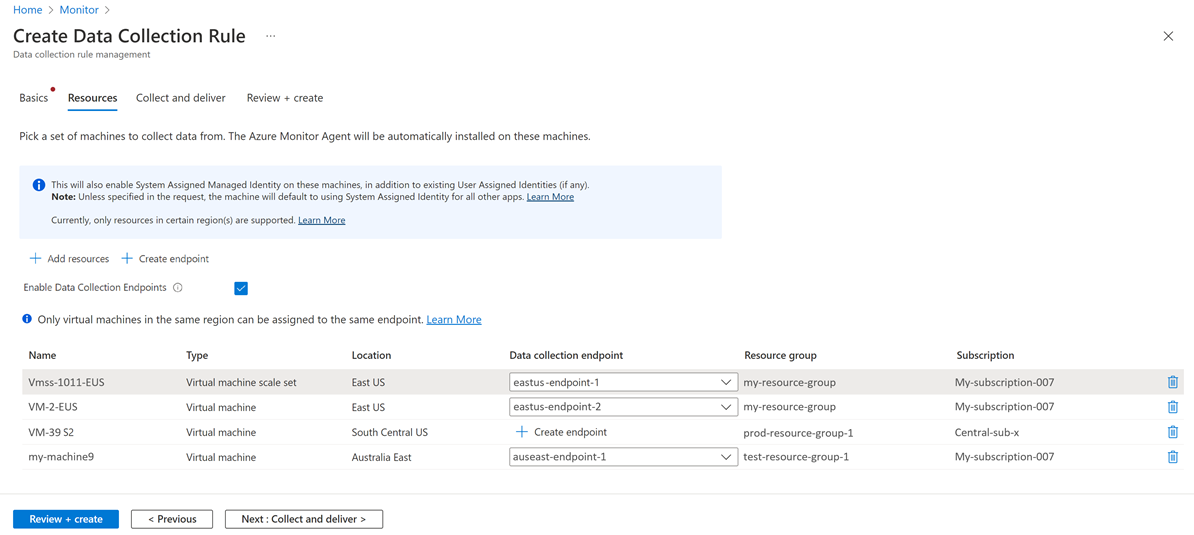 Home > Monitor >
Create Data Collection Rule ...
Data collection rule management
Basics Resources Collect and deliver Review + create
Pick a set of machines to collect data from. The Azure Monitor Agent will be automatically installed on these machines.
This will also enable System Assigned Managed Identity on these machines, in addition to existing User Assigned Identities (if any).
Note: Unless specified in the request, the machine will default to using System Assigned Identity for all other apps. Learn More
Currently, only resources in certain region(s) are supported. Learn More
+ Add resources + Create endpoint
Enable Data Collection Endpoints
Only virtual machines in the same region can be assigned to the same endpoint. Learn More
Name Type Location Data collection endpoint Resource group Subscription
Vmss-1011-EUS Virtual machine scale set East US eastus-endpoint-1 my-resource-group My-subscription-007
VM-2-EUS Virtual machine East US eastus-endpoint-2 my-resource-group My-subscription-007
VM-39 S2 Virtual machine South Central US + Create endpoint prod-resource-group-1 Central-sub-x
my-machine9 Virtual machine Australia East auseast-endpoint-1 test-resource-group-1 My-subscription-007
Review + create < Previous Next : Collect and deliver >